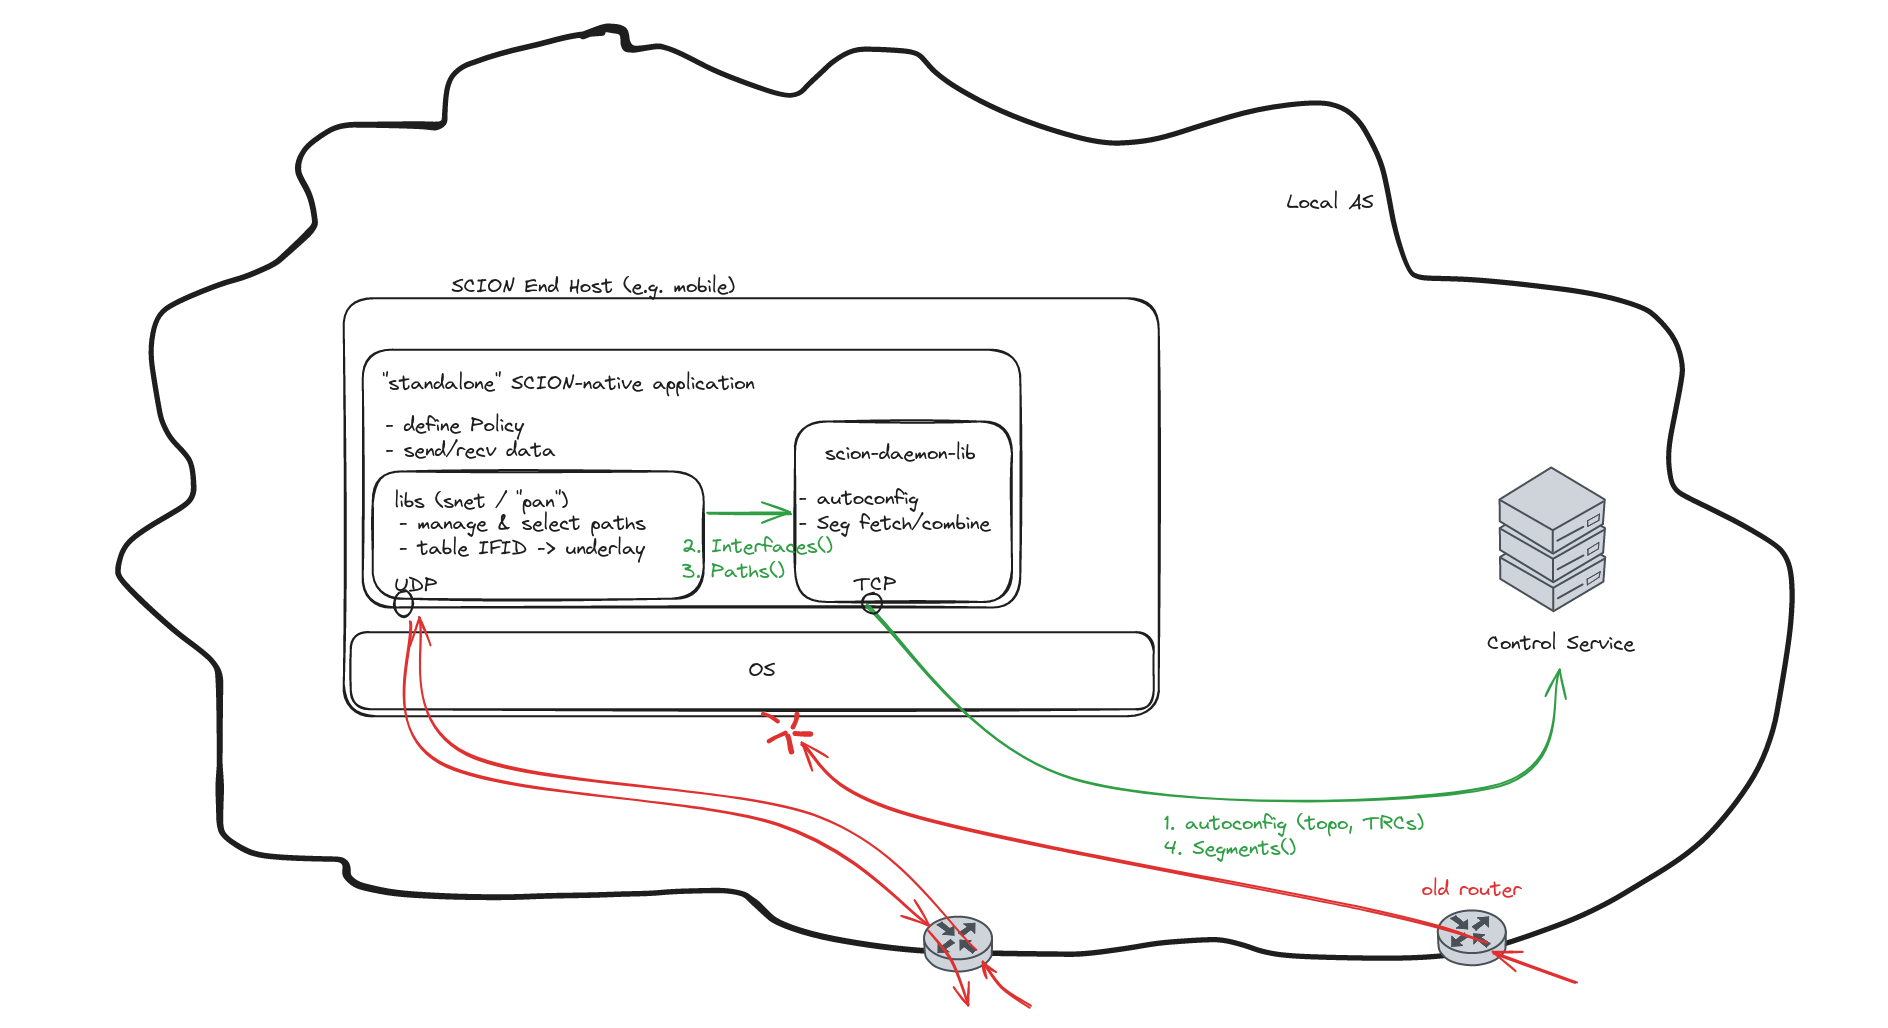 Local AS
SCION End Host (e.g. mobile)
"standalone" SCION-native application
- define Policy
- send/recv data
libs (snet / "pan")
- manage & select paths
- table IFID -> underlay
UDP
2. Interfaces()
3. Paths()
scion-daemon-lib
- autoconfig
- Seg fetch/combine
TCP
OS
Control Service
1. autoconfig (topo, TRCs)
4. Segments()
old router